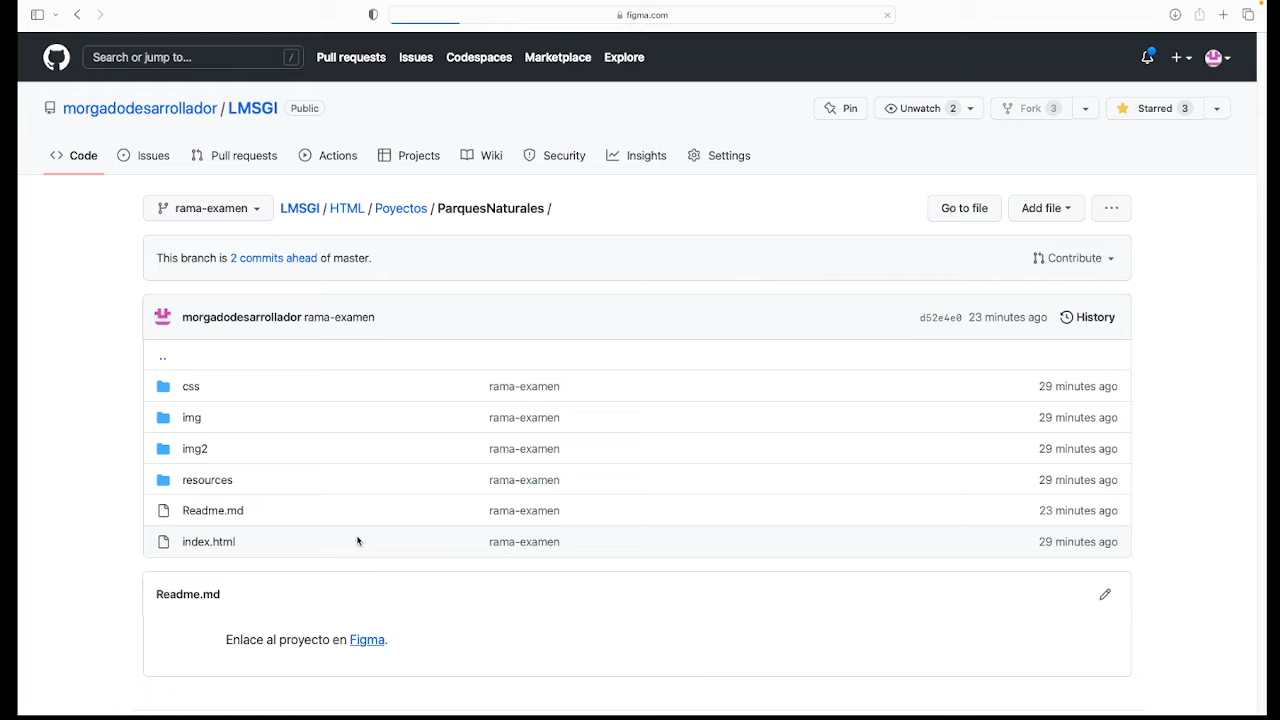 figma.com
Search or jump to... / Pull requests Issues Codespaces Marketplace Explore
morgadodesarrollador / LMSGI Public Pin Unwatch 2 Fork 3 Starred 3
Code Issues Pull requests Actions Projects Wiki Security Insights Settings
rama-examen LMSGI / HTML / Poyectos / ParquesNaturales / Go to file Add file ...
This branch is 2 commits ahead of master. Contribute
morgadodesarrollador rama-examen d52e4e0 23 minutes ago History
..
css rama-examen 29 minutes ago
img rama-examen 29 minutes ago
img2 rama-examen 29 minutes ago
resources rama-examen 29 minutes ago
Readme.md rama-examen 23 minutes ago
index.html rama-examen 29 minutes ago
Readme.md
Enlace al proyecto en Figma.